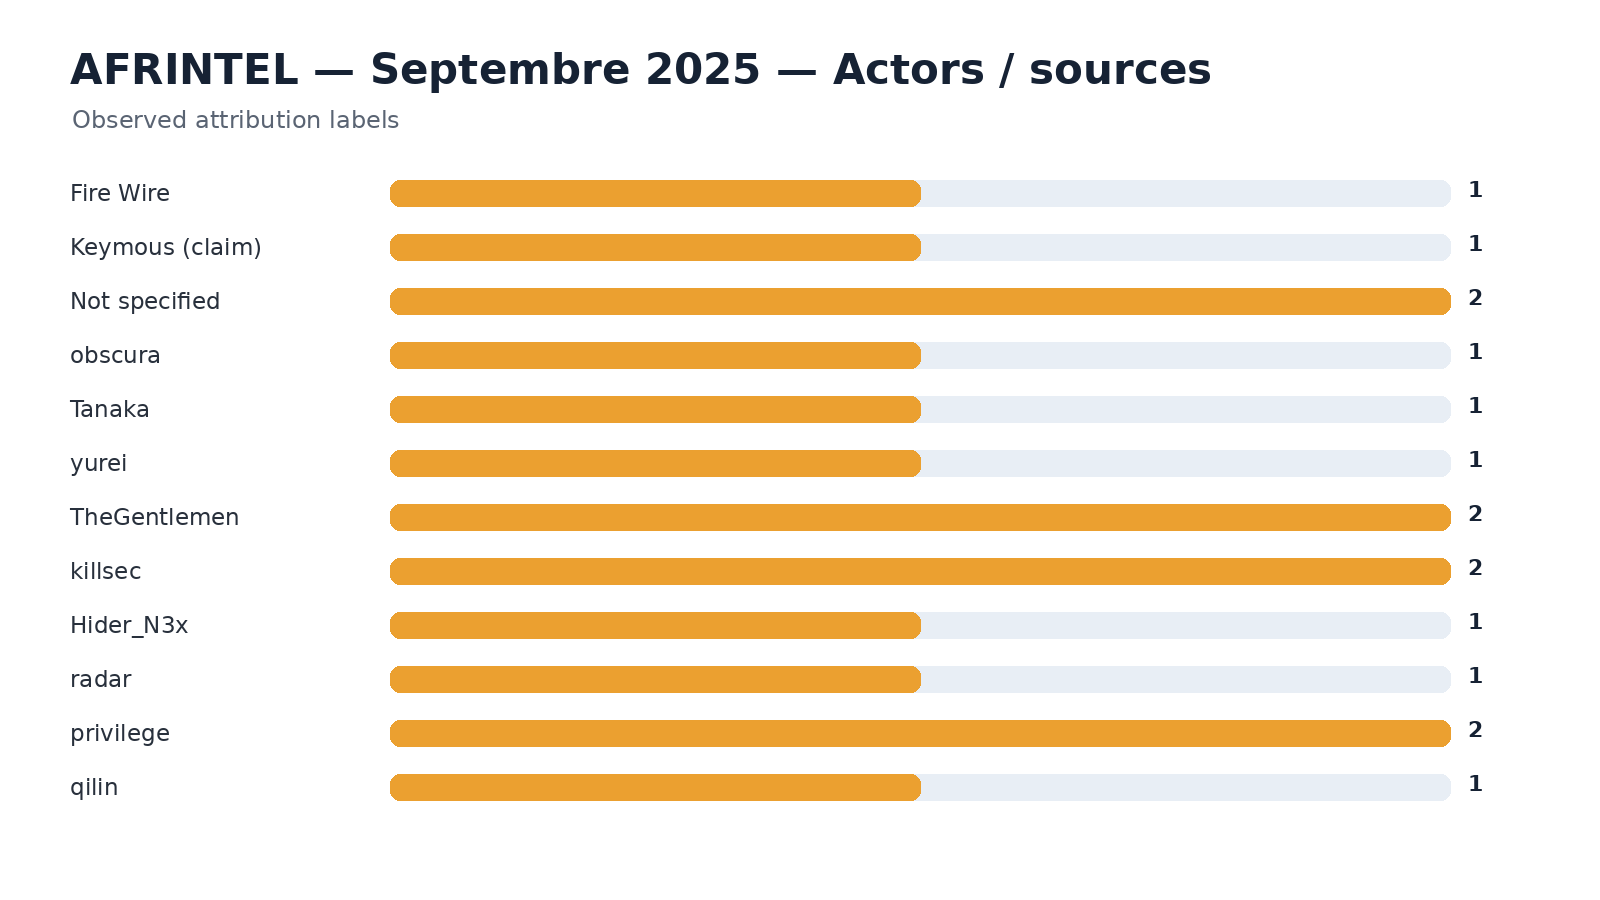 AFRINTEL — Septembre 2025 — Actors / sources
Observed attribution labels
Fire Wire 1
Keymous (claim) 1
Not specified 2
obscura 1
Tanaka 1
yurei 1
TheGentlemen 2
killsec 2
Hider_N3x 1
radar 1
privilege 2
qilin 1